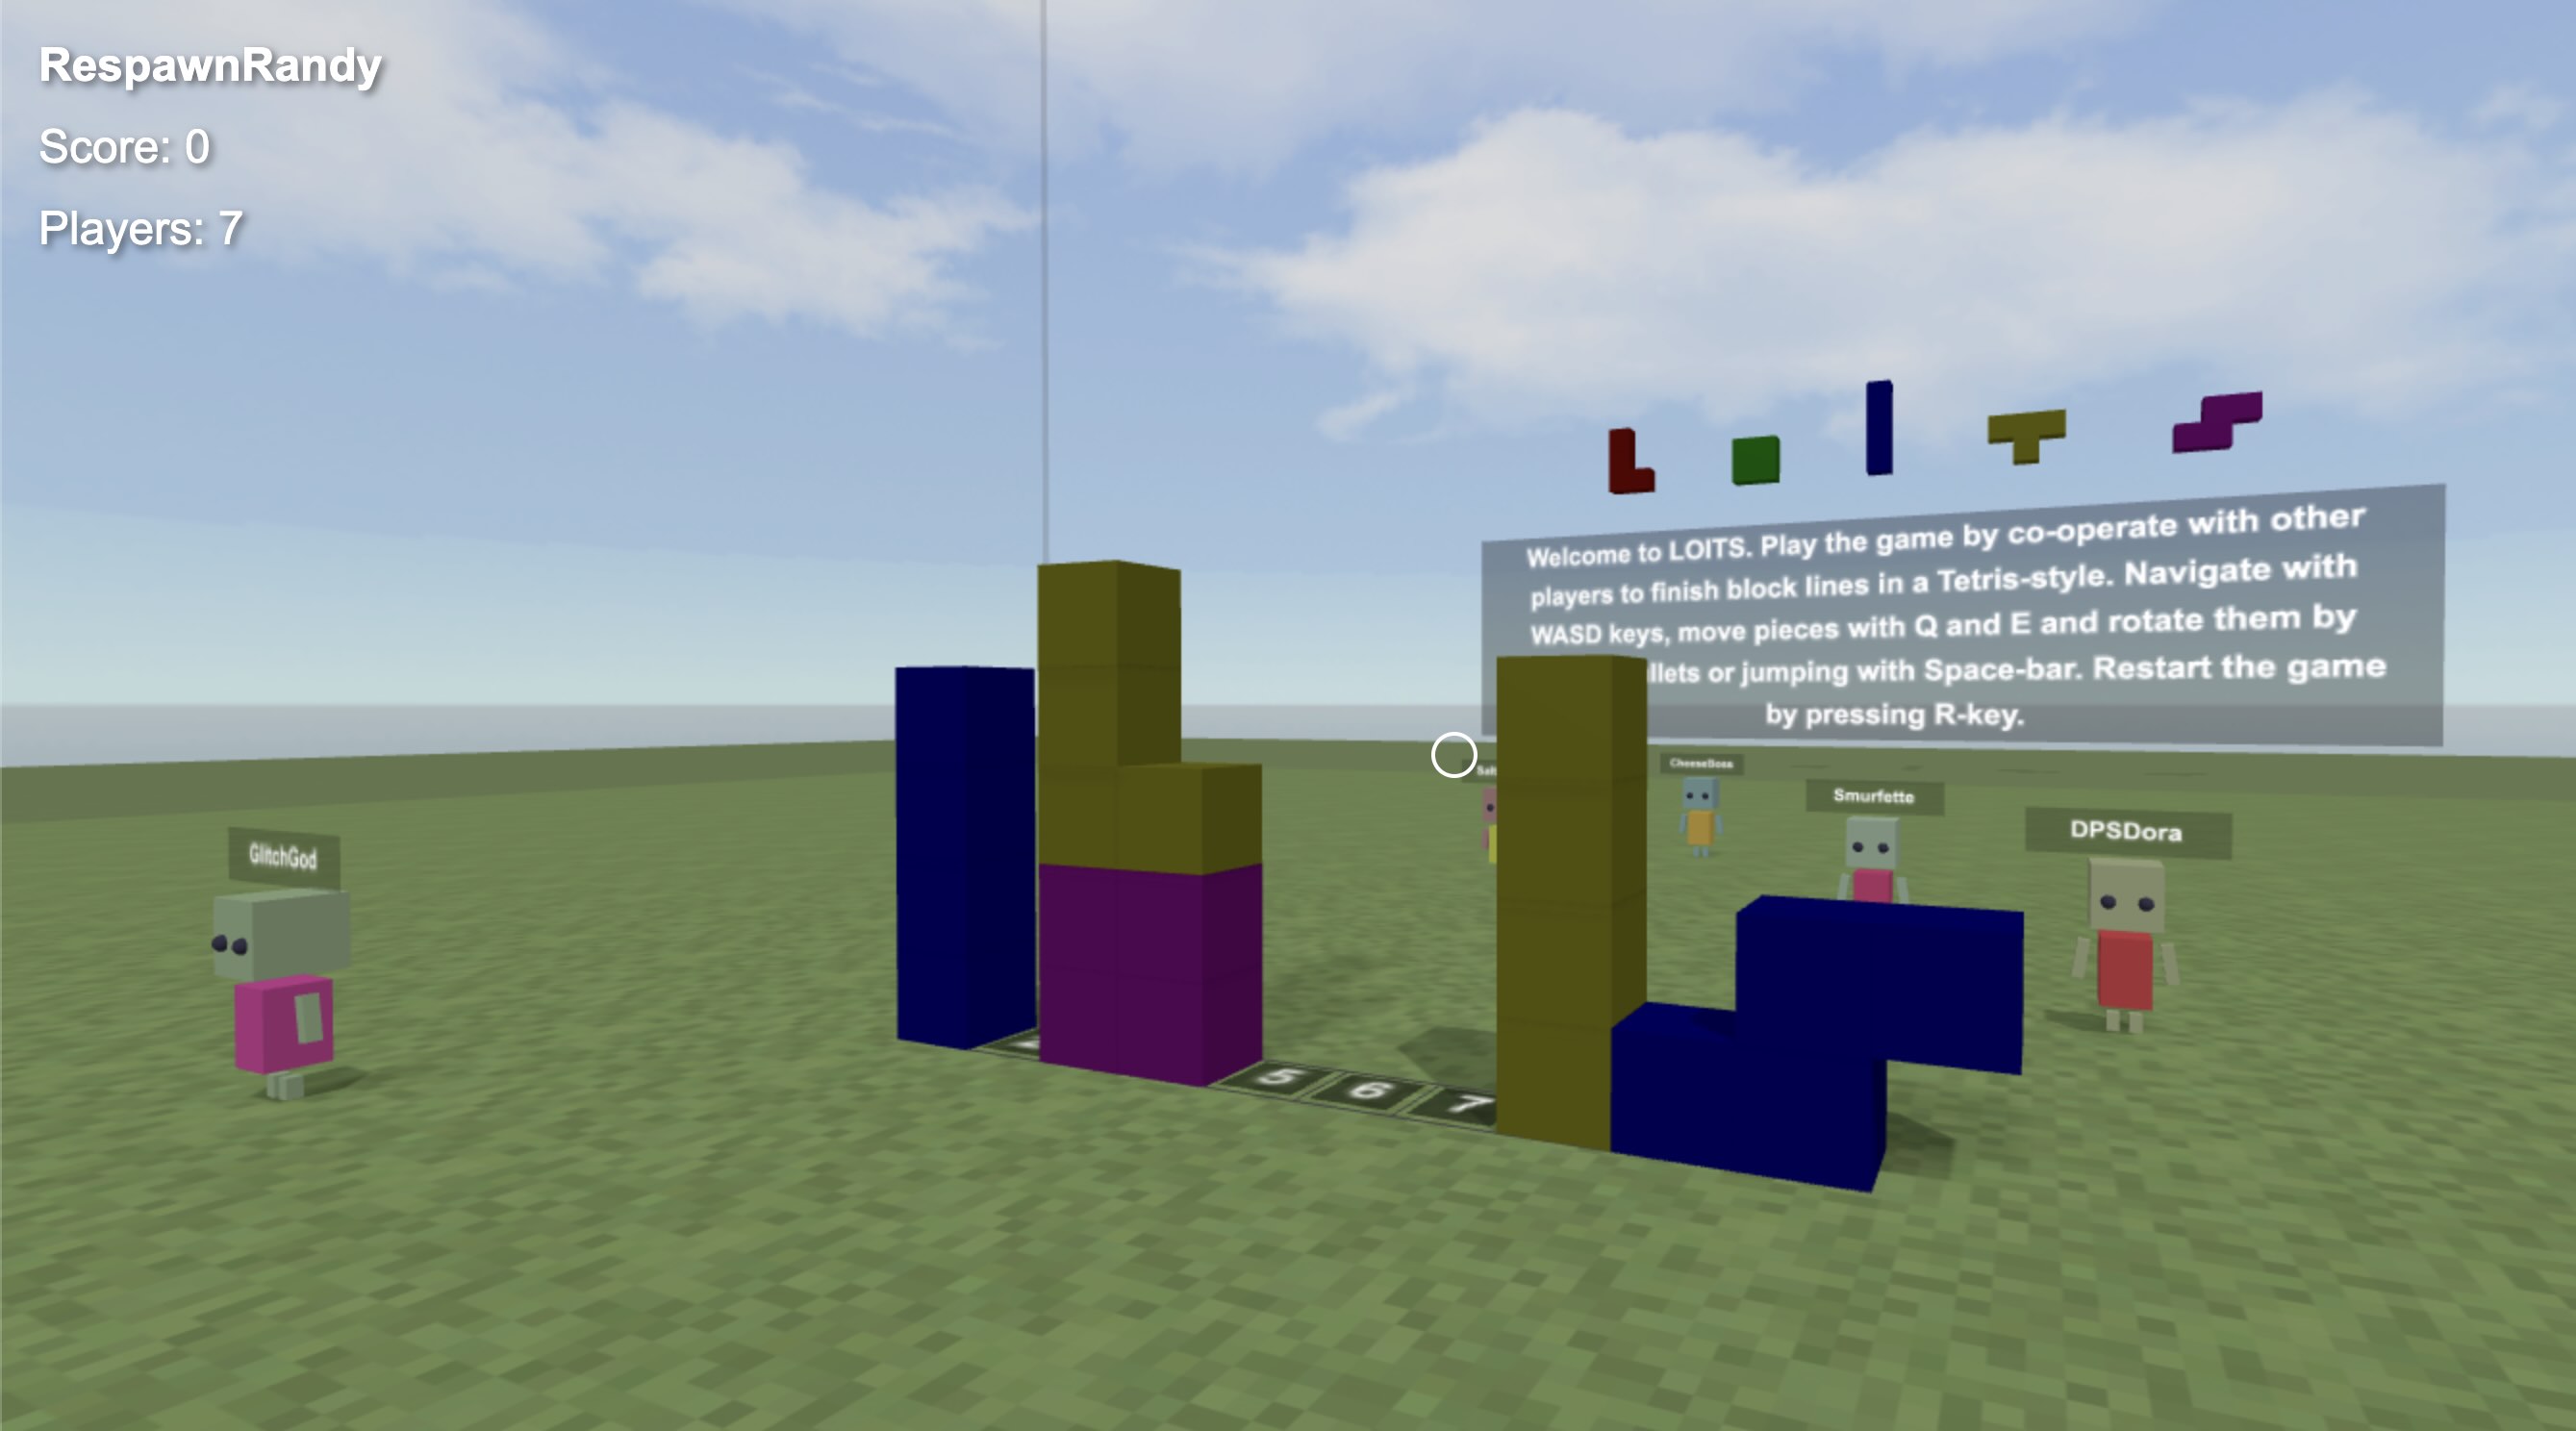 RespawnRandy
Score: 0
Players: 7
Welcome to LOITS. Play the game by co-operate with other
players to finish block lines in a Tetris-style. Navigate with
WASD keys, move pieces with Q and E and rotate them by
or jumping with Space-bar. Restart the game
by pressing R-key.
CheeseBoss
Smurfette
DPSDora
GlitchGod
5 6 7